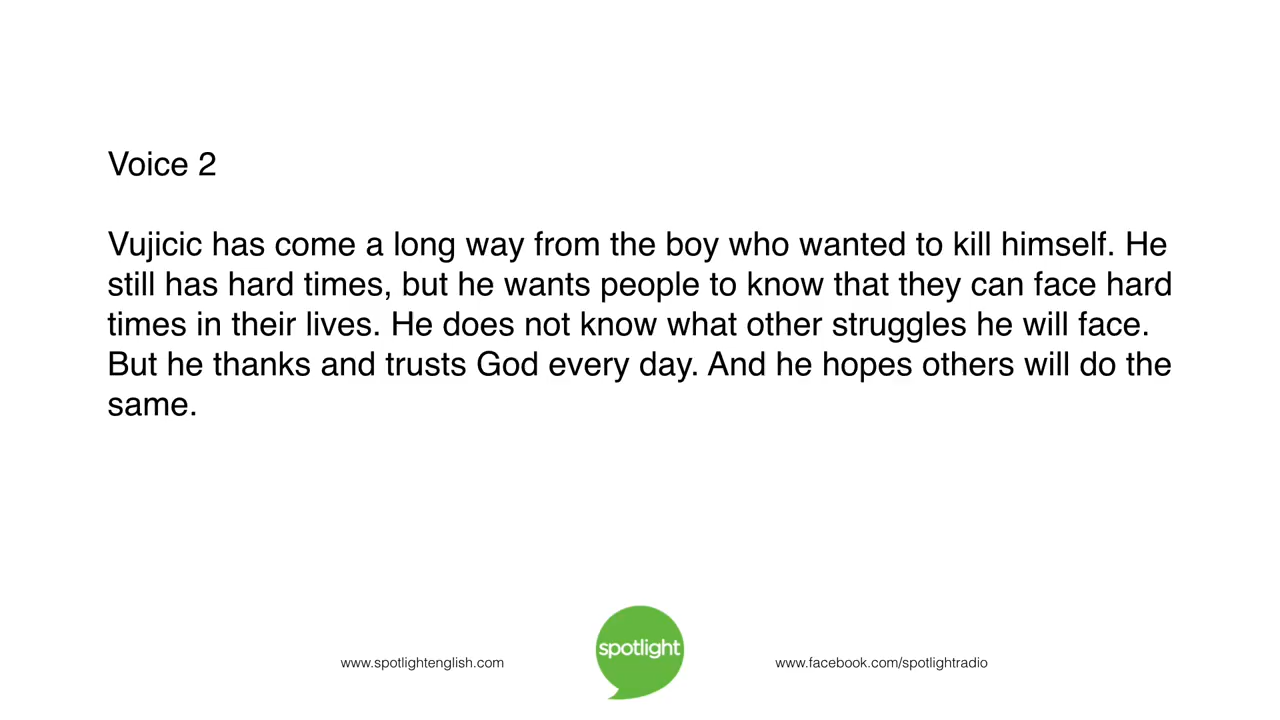 Voice 2
Vujicic has come a long way from the boy who wanted to kill himself. He
still has hard times, but he wants people to know that they can face hard
times in their lives. He does not know what other struggles he will face.
But he thanks and trusts God every day. And he hopes others will do the
same.
spotlight
www.spotlightenglish.com
www.facebook.com/spotlightradio